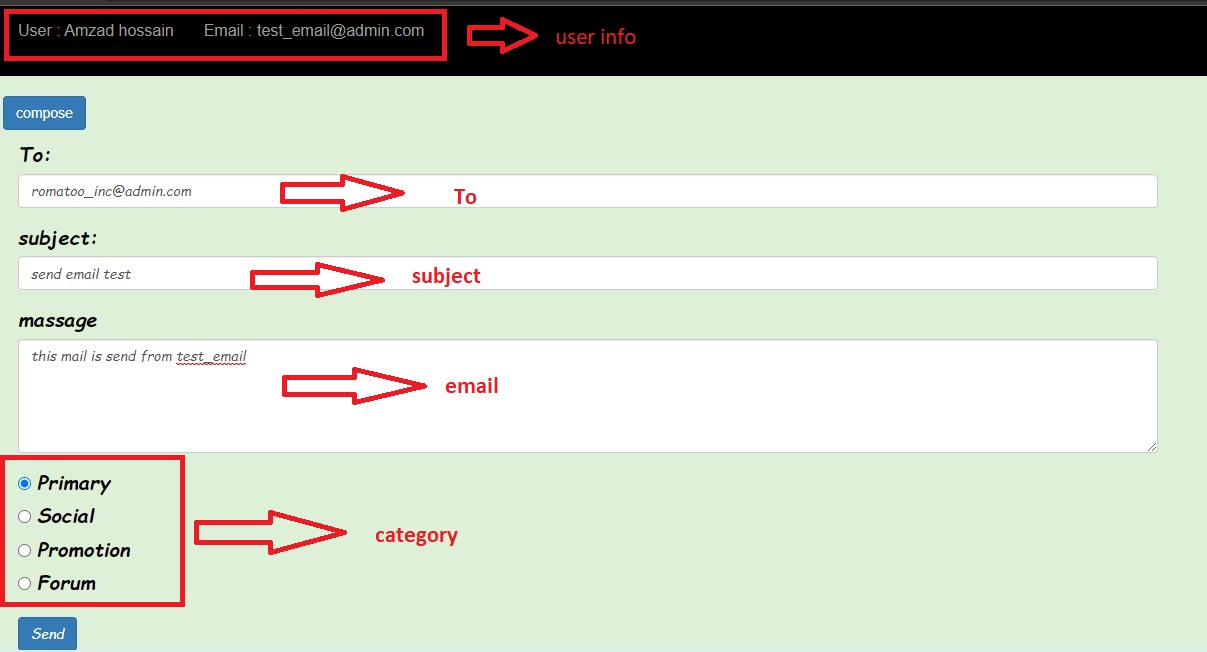 User : Amzad hossain Email : test_email@admin.com user info
compose
To:
romatoo_inc@admin.com To
subject:
send email test subject
massage
this mail is send from test_email
email
Primary
Social
category
Promotion
Forum
Send